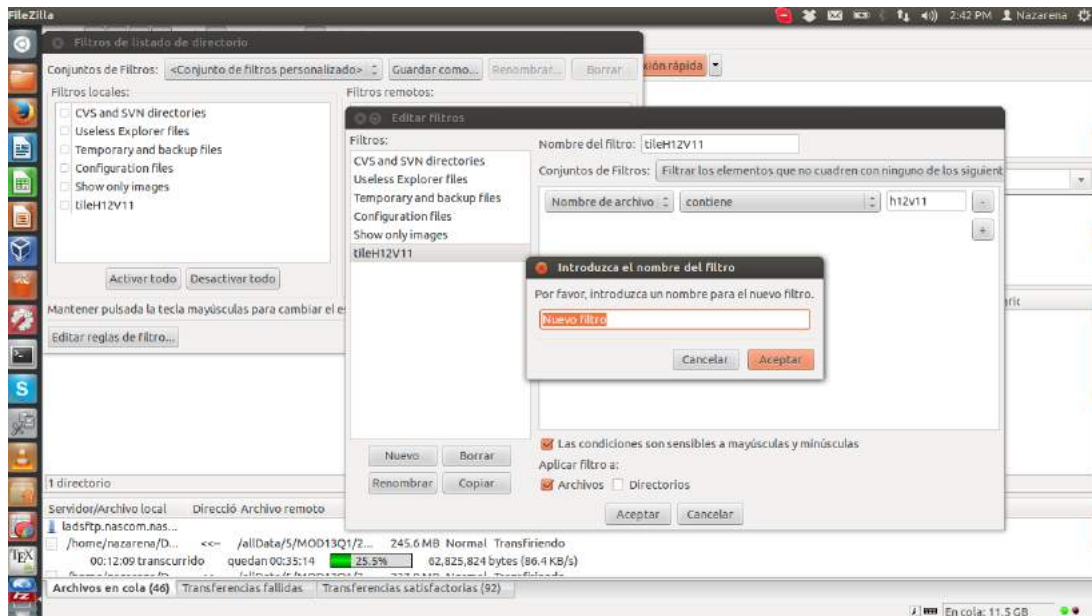 FileZilla
2:42 PM
Nazarena
Filtros de listado de directorio
Conjuntos de Filtros:
<Conjunto de filtros personalizado>
Guardar como...
Renombrar...
Borrar
xión rápida
Filtros locales:
Filtros remotos:
CVS and SVN directories
Useless Explorer files
Temporary and backup files
Configuration files
Show only images
tileH12V11
Activar todo
Desactivar todo
Mantener pulsada la tecla mayúsculas para cambiar el e
Editar reglas de filtro...
Editar filtros
Filtros:
CVS and SVN directories
Useless Explorer files
Temporary and backup files
Configuration files
Show only images
tileH12V11
Nombre del filtro:
tileH12V11
Conjuntos de Filtros:
Filtrar los elementos que no cuadren con ninguno de los siguient
Nombre de archivo
contiene
h12v11
-
+
Introduzca el nombre del filtro
Por favor, introduzca un nombre para el nuevo filtro.
Nuevo filtro
Cancelar
Aceptar
Las condiciones son sensibles a mayúsculas y minúsculas
Aplicar filtro a:
Archivos
Directorios
Nuevo
Borrar
Renombrar
Copiar
Aceptar
Cancelar
1 directorio
Servidor/Archivo local
Direcció
Archivo remoto
ladsftp.nascom.nas...
/home/nazarena/D...
<<--
/allData/5/MOD13Q1/2...
245.6 MB
Normal
Transfiriendo
00:12:09 transcurrido
quedan 00:35:14
25.5%
62,825,824 bytes (86.4 KB/s)
Archivos en cola (46)
Transferencias fallidas
Transferencias satisfactorias (92)
En cola: 11.5 GB